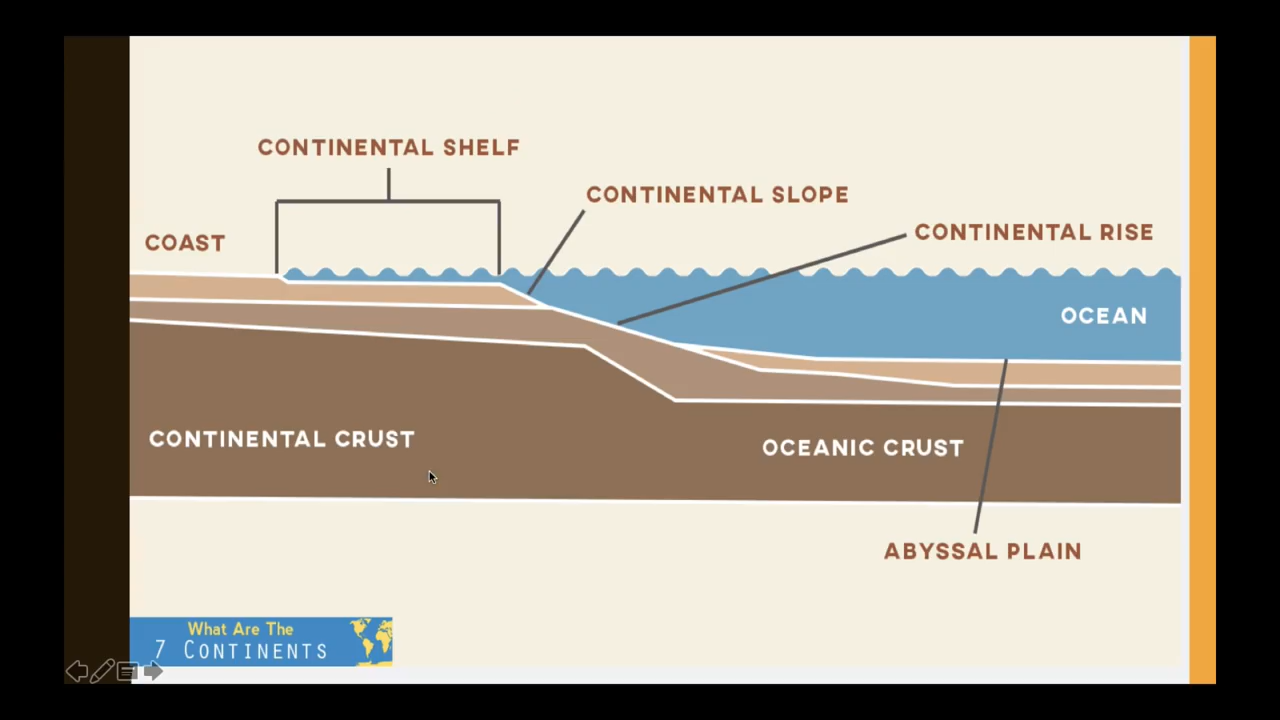 CONTINENTAL SHELF
CONTINENTAL SLOPE
CONTINENTAL RISE
COAST
OCEAN
CONTINENTAL CRUST
OCEANIC CRUST
ABYSSAL PLAIN
What Are The
7 CONTINENTS